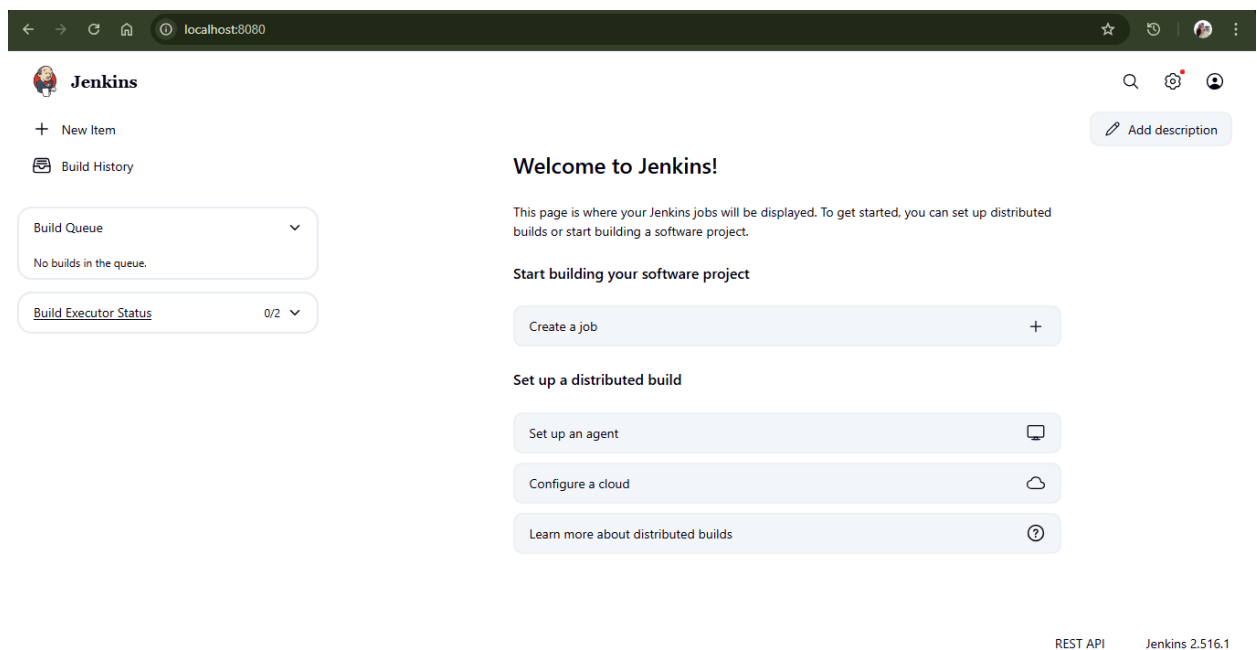 localhost:8080
Jenkins
New Item
Add description
Build History
Welcome to Jenkins!
This page is where your Jenkins jobs will be displayed. To get started, you can set up distributed
builds or start building a software project.
Build Queue
No builds in the queue.
Start building your software project
Build Executor Status 0/2
Create a job
Set up a distributed build
Set up an agent
Configure a cloud
Learn more about distributed builds
REST API Jenkins 2.516.1